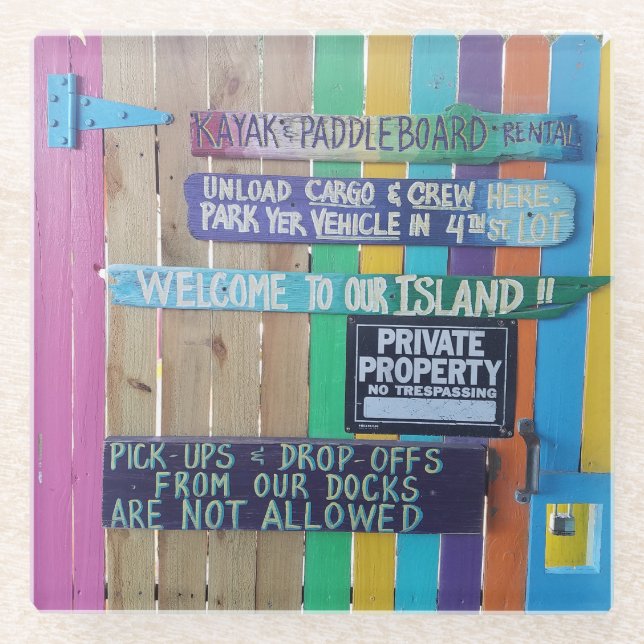 KAYAK & PADDLEBOARD • RENTAL
UNLOAD CARGO & CREW HERE.
PARK YER VEHICLE IN 4TH ST. LOT
WELCOME TO OUR ISLAND !!
PRIVATE
PROPERTY
NO TRESPASSING
PICK-UPS & DROP-OFFS
FROM OUR DOCKS
ARE NOT ALLOWED